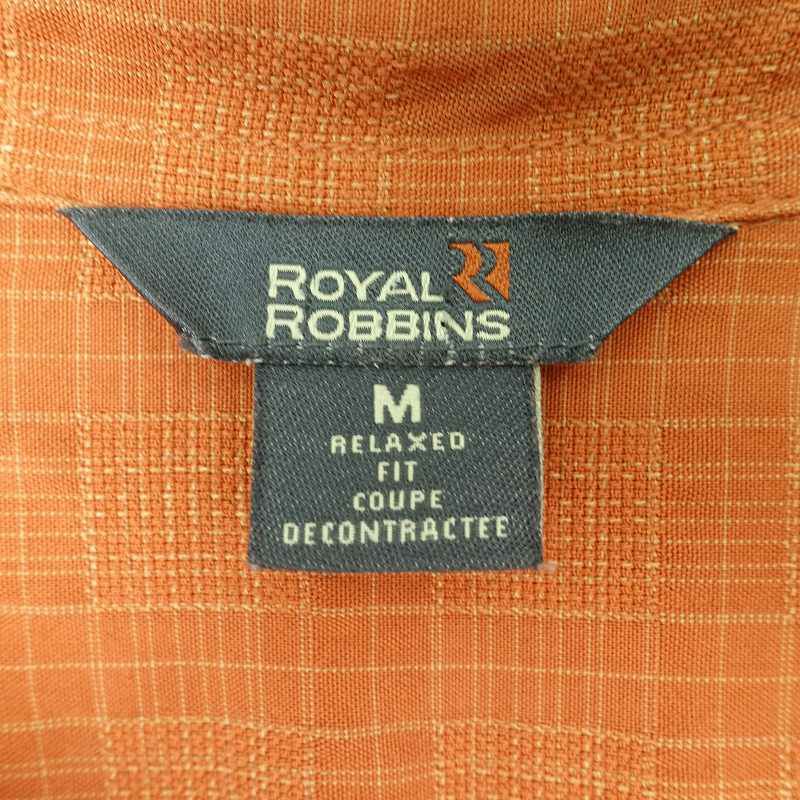 ROYAL
ROBBINS
M
RELAXED
FIT
COUPE
DECONTRACTEE